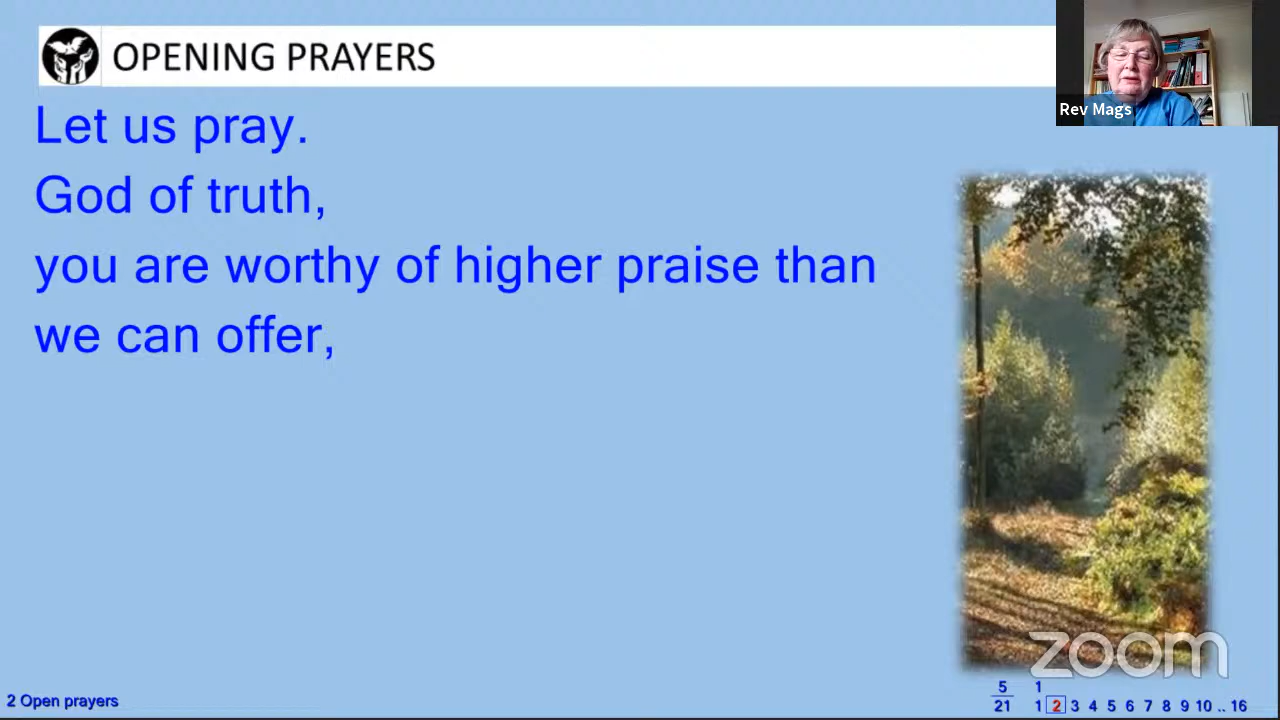 OPENING PRAYERS
Rev Mags
Let us pray.
God of truth,
you are worthy of higher praise than
we can offer,
zoom
2 Open prayers
5 1
21 1 2 3 4 5 6 7 8 9 10 .. 16